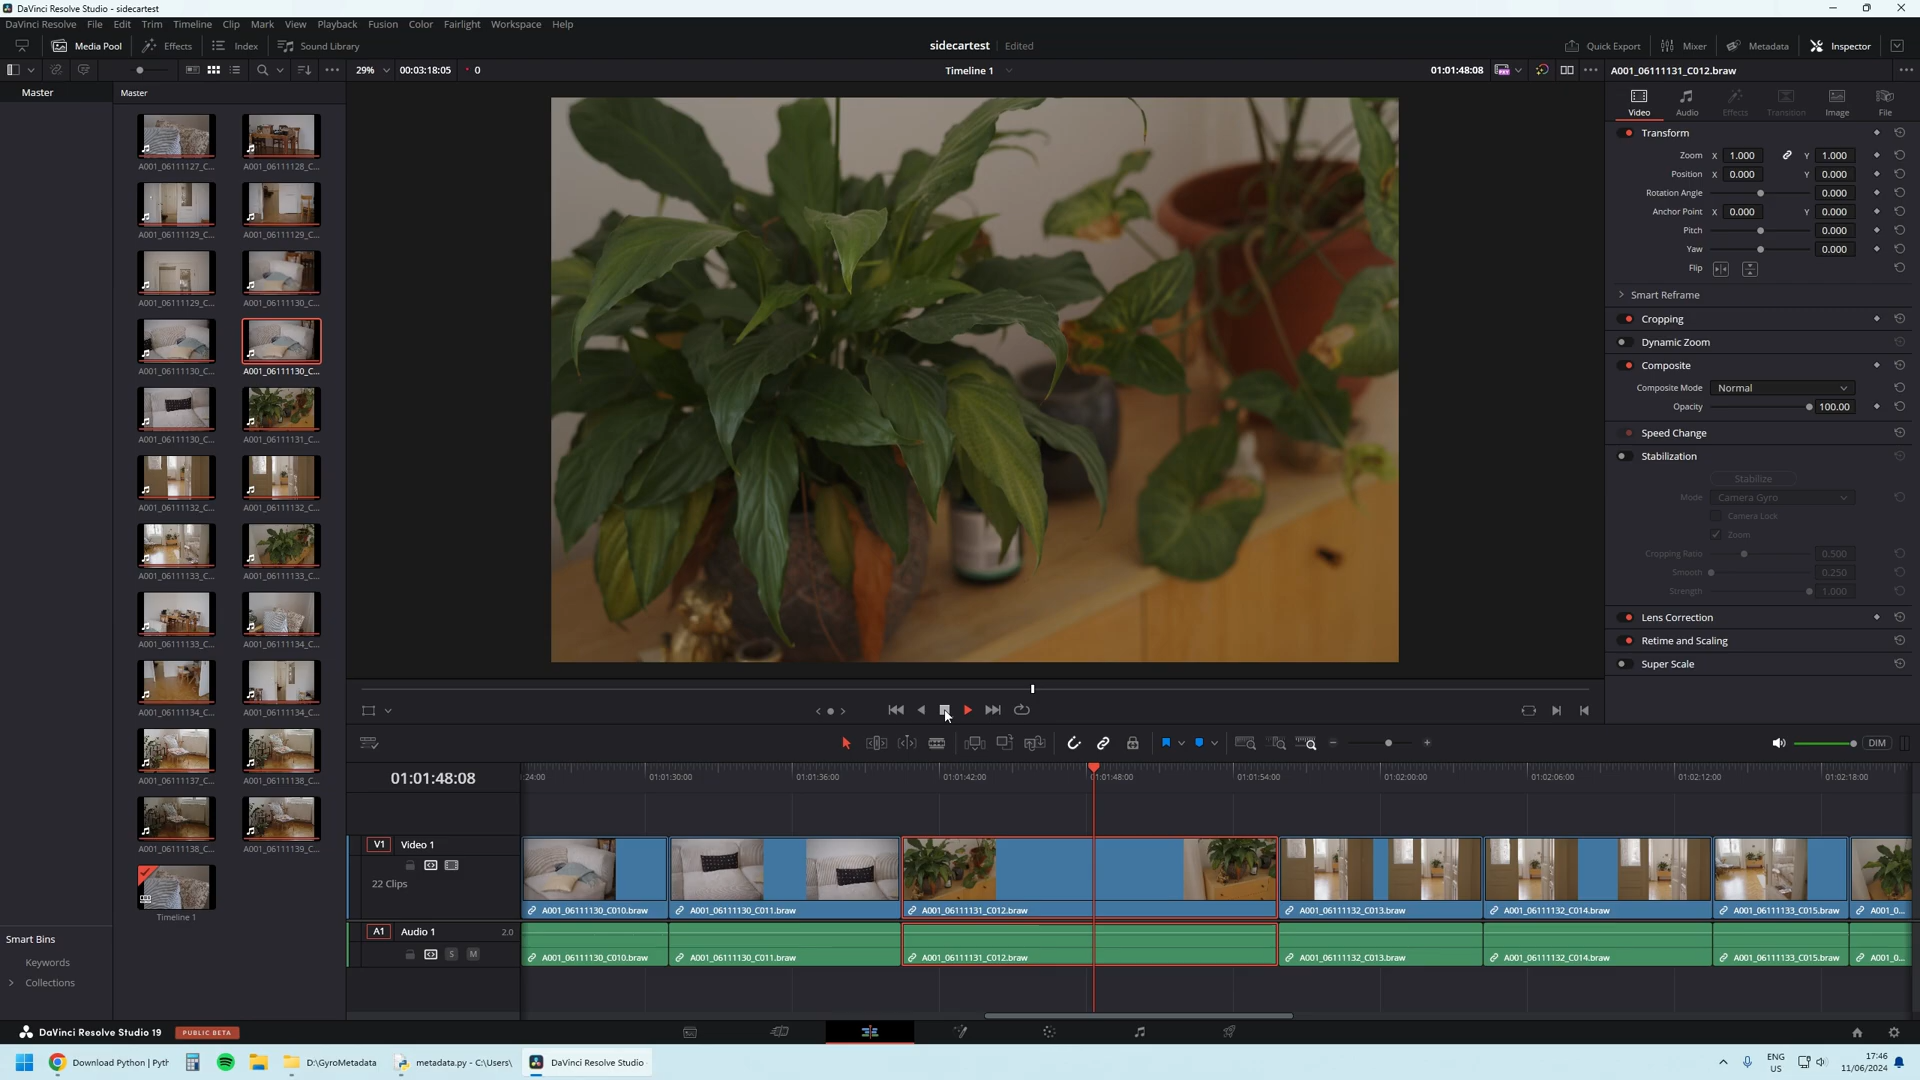 DaVinci Resolve Studio - sidecartest
DaVinci Resolve File Edit Trim Timeline Clip Mark View Playback Fusion Color Fairlight Workspace Help
Media Pool Effects Index Sound Library sidecartest Edited Quick Export Mixer Metadata Inspector
29% 00:03:18:05 0 Timeline 1 01:01:48:08 A001_06111131_C012.braw
Master
Master
Video Audio Effects Transition Image File
A001_06111127_C... A001_06111128_C...
A001_06111129_C... A001_06111129_C...
A001_06111129_C... A001_06111130_C...
A001_06111130_C... A001_06111130_C...
A001_06111130_C... A001_06111131_C...
A001_06111132_C... A001_06111132_C...
A001_06111133_C... A001_06111133_C...
A001_06111133_C... A001_06111134_C...
A001_06111134_C... A001_06111134_C...
A001_06111137_C... A001_06111138_C...
A001_06111138_C... A001_06111139_C...
Timeline 1
Smart Bins
Keywords
Collections
Transform
Zoom X 1.000 Y 1.000
Position X 0.000 Y 0.000
Rotation Angle 0.000
Anchor Point X 0.000 Y 0.000
Pitch 0.000
Yaw 0.000
Flip
Smart Reframe
Cropping
Dynamic Zoom
Composite
Composite Mode Normal
Opacity 100.00
Speed Change
Stabilization
Stabilize
Mode Camera Gyro
Camera Lock
Zoom
Cropping Ratio 0.500
Smooth 0.250
Strength 1.000
Lens Correction
Retime and Scaling
Super Scale
DIM
01:01:48:08
:24:00 01:01:30:00 01:01:36:00 01:01:42:00 01:01:48:00 01:01:54:00 01:02:00:00 01:02:06:00 01:02:12:00 01:02:18:00
V1 Video 1
22 Clips
A001_06111130_C010.braw A001_06111130_C011.braw A001_06111131_C012.braw A001_06111132_C013.braw A001_06111132_C014.braw A001_06111133_C015.braw A001_0...
A1 Audio 1 2.0
S M
A001_06111130_C010.braw A001_06111130_C011.braw A001_06111131_C012.braw A001_06111132_C013.braw A001_06111132_C014.braw A001_06111133_C015.braw A001_0...
DaVinci Resolve Studio 19 PUBLIC BETA
Download Python | Pyth D:\GyroMetadata metadata.py - C:\Users\ DaVinci Resolve Studio
ENG
US
17:46
11/06/2024